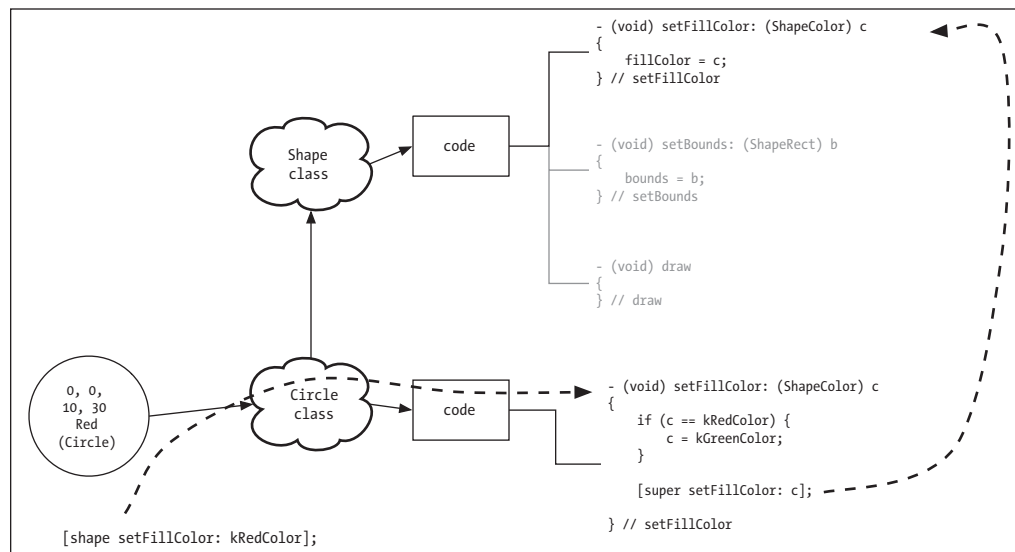 - (void) setFillColor: (ShapeColor) c
{
fillColor = c;
} // setFillColor
Shape
class
code
- (void) setBounds: (ShapeRect) b
{
bounds = b;
} // setBounds
- (void) draw
{
} // draw
0, 0,
10, 30
Red
(Circle)
Circle
class
code
- (void) setFillColor: (ShapeColor) c
{
if (c == kRedColor) {
c = kGreenColor;
}
[super setFillColor: c];
} // setFillColor
[shape setFillColor: kRedColor];